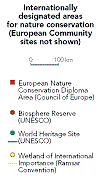 Internationally
designated areas
for nature conservation
(European Community
sites not shown)
0 100 km
European Nature
Conservation Diploma
Area (Council of Europe)
Biosphere Reserve
(UNESCO)
World Heritage Site
(UNESCO)
Wetland of International
Importance (Ramsar
Convention)